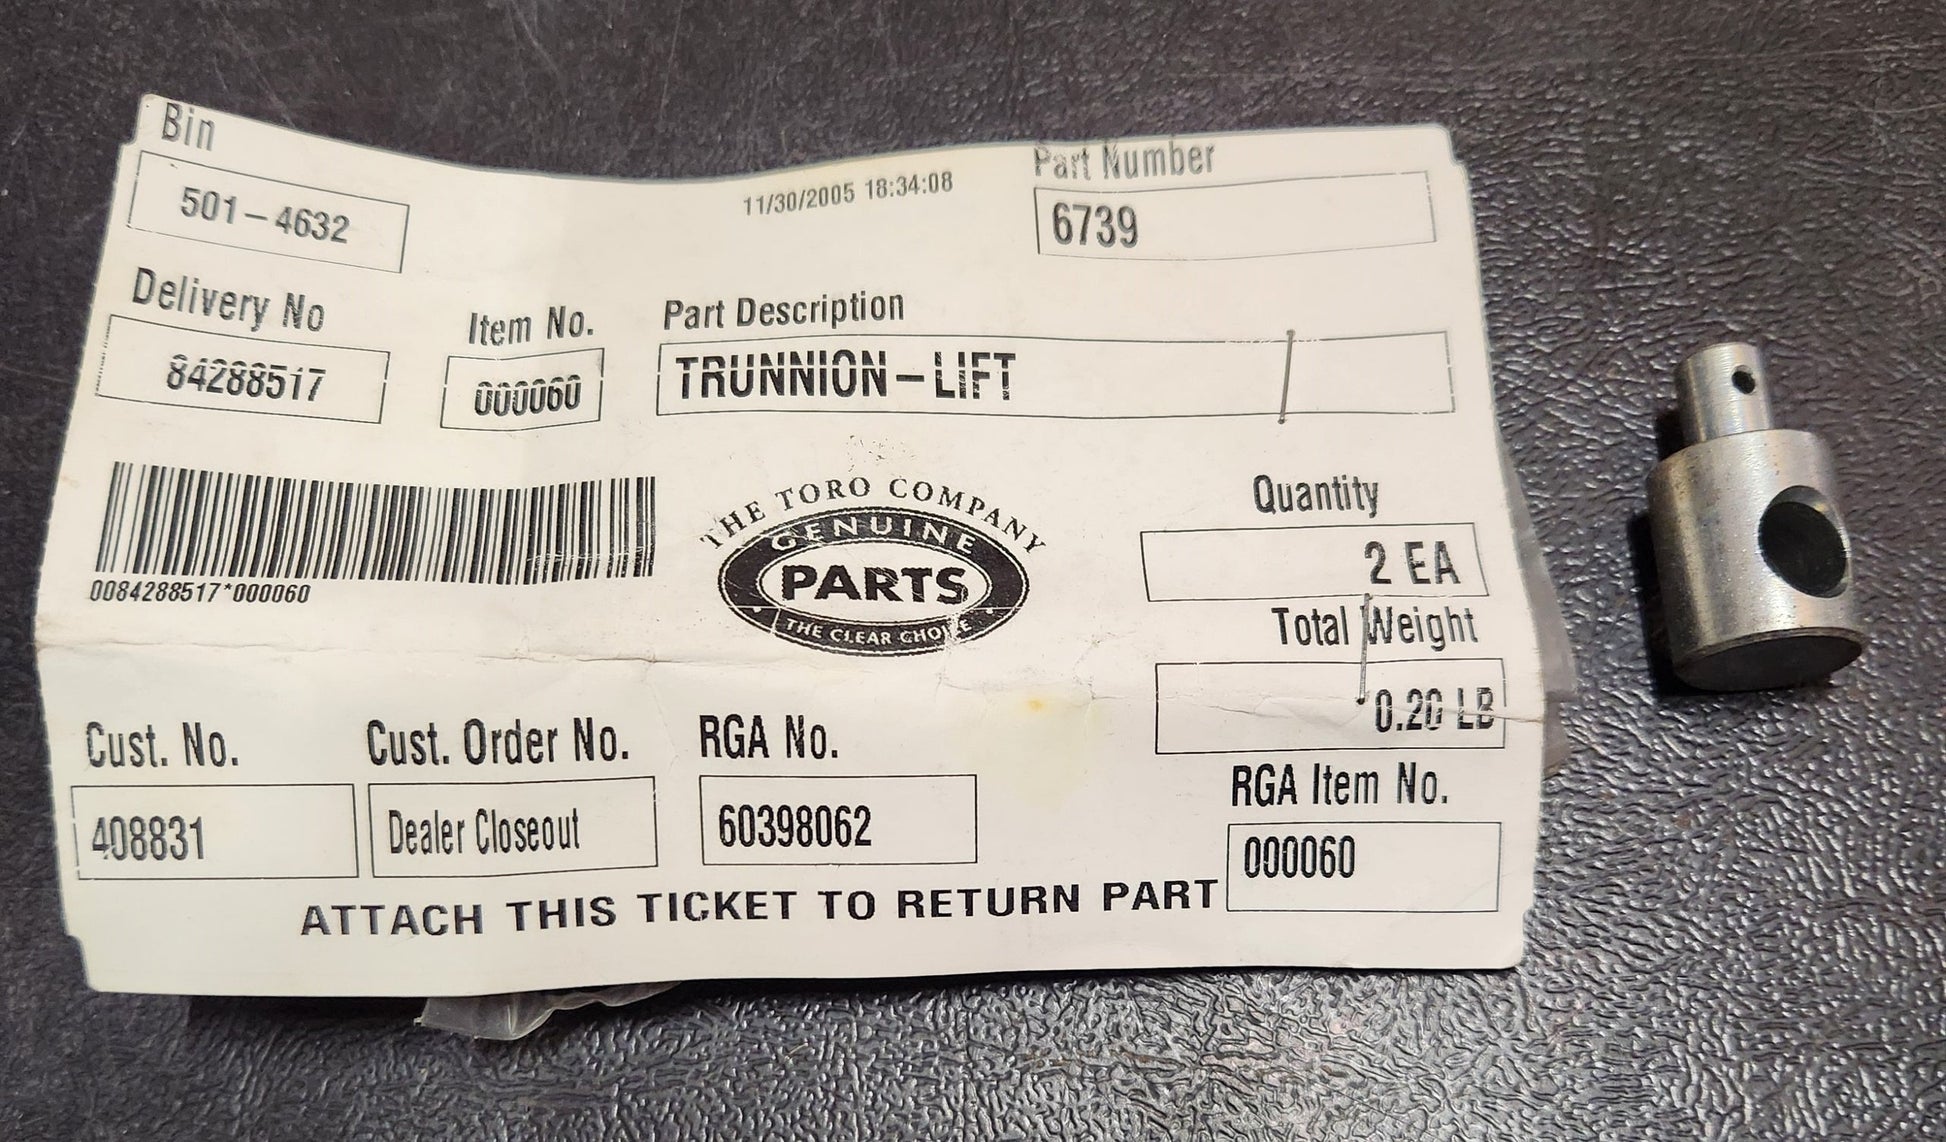 Bin
501-4632
11/30/2005 18:34:08
Part Number
6739
Delivery No
84288517
Item No.
000060
Part Description
TRUNNION-LIFT
0084288517*000060
THE TORO COMPANY
GENUINE
PARTS
THE CLEAR CHOICE
Quantity
2 EA
Total Weight
0.20 LB
Cust. No.
408831
Cust. Order No.
Dealer Closeout
RGA No.
60398062
RGA Item No.
000060
ATTACH THIS TICKET TO RETURN PART